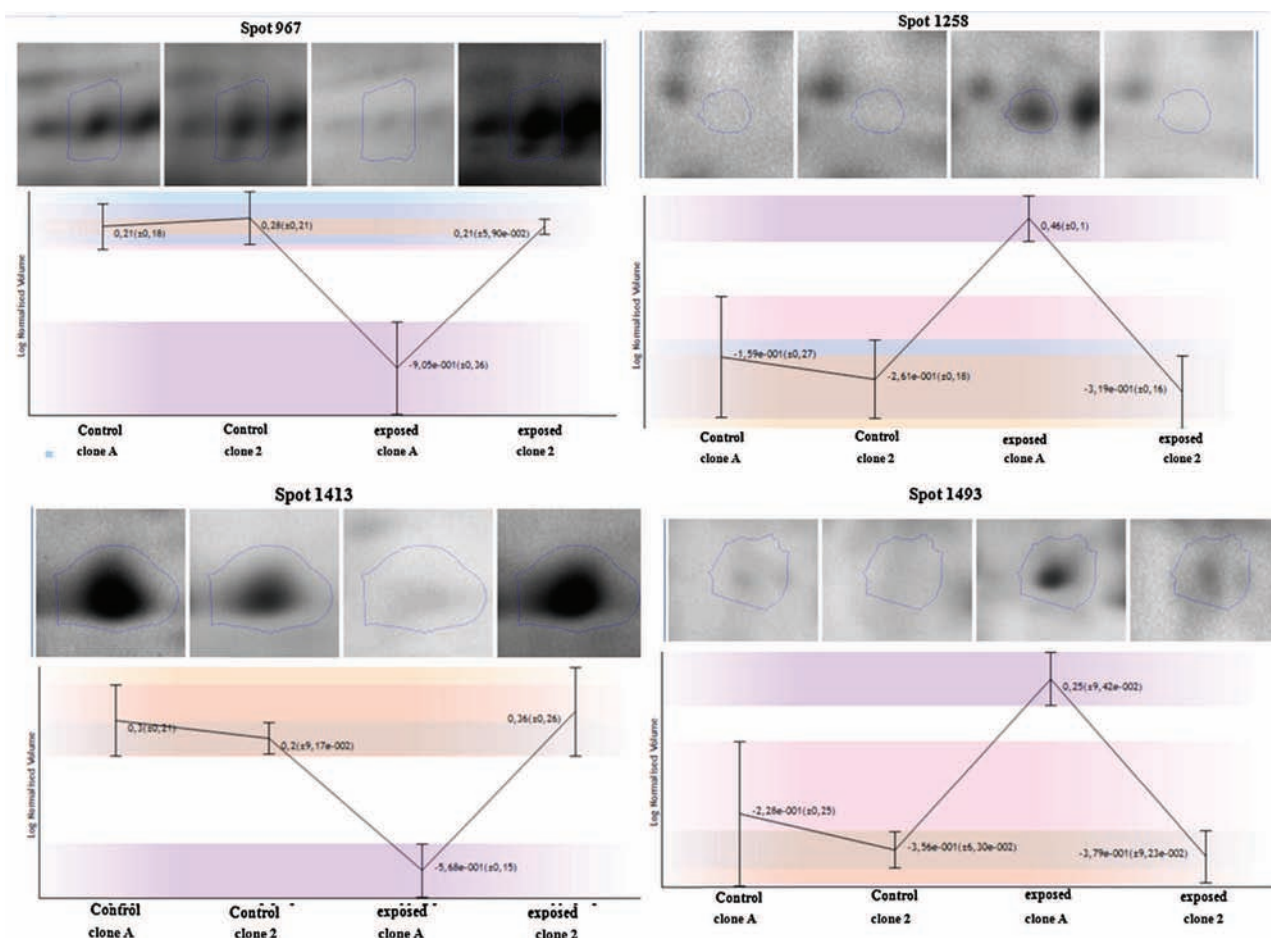 Spot 967
Log Normalised Volume
0,21(±0,18)
0,28(±0,21)
-9,05e-001(±0,36)
0,21(±5,90e-002)
Control clone A
Control clone 2
exposed clone A
exposed clone 2
Spot 1258
Log Normalised Volume
-1,59e-001(±0,27)
-2,61e-001(±0,18)
0,46(±0,1)
-3,19e-001(±0,16)
Control clone A
Control clone 2
exposed clone A
exposed clone 2
Spot 1413
Log Normalised Volume
0,3(±0,21)
0,2(±9,17e-002)
-5,68e-001(±0,15)
0,36(±0,26)
Control clone A
Control clone 2
exposed clone A
exposed clone 2
Spot 1493
Log Normalised Volume
-2,28e-001(±0,25)
-3,56e-001(±6,30e-002)
0,25(±9,42e-002)
-3,79e-001(±9,23e-002)
Control clone A
Control clone 2
exposed clone A
exposed clone 2